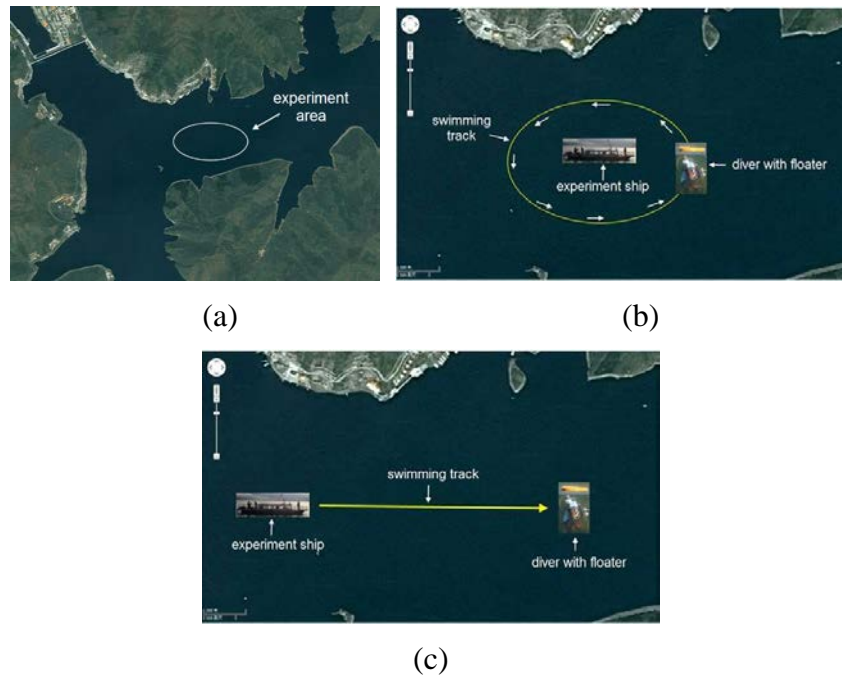 experiment
area
(a)
swimming
track
experiment ship
diver with floater
(b)
swimming track
experiment ship
diver with floater
(c)